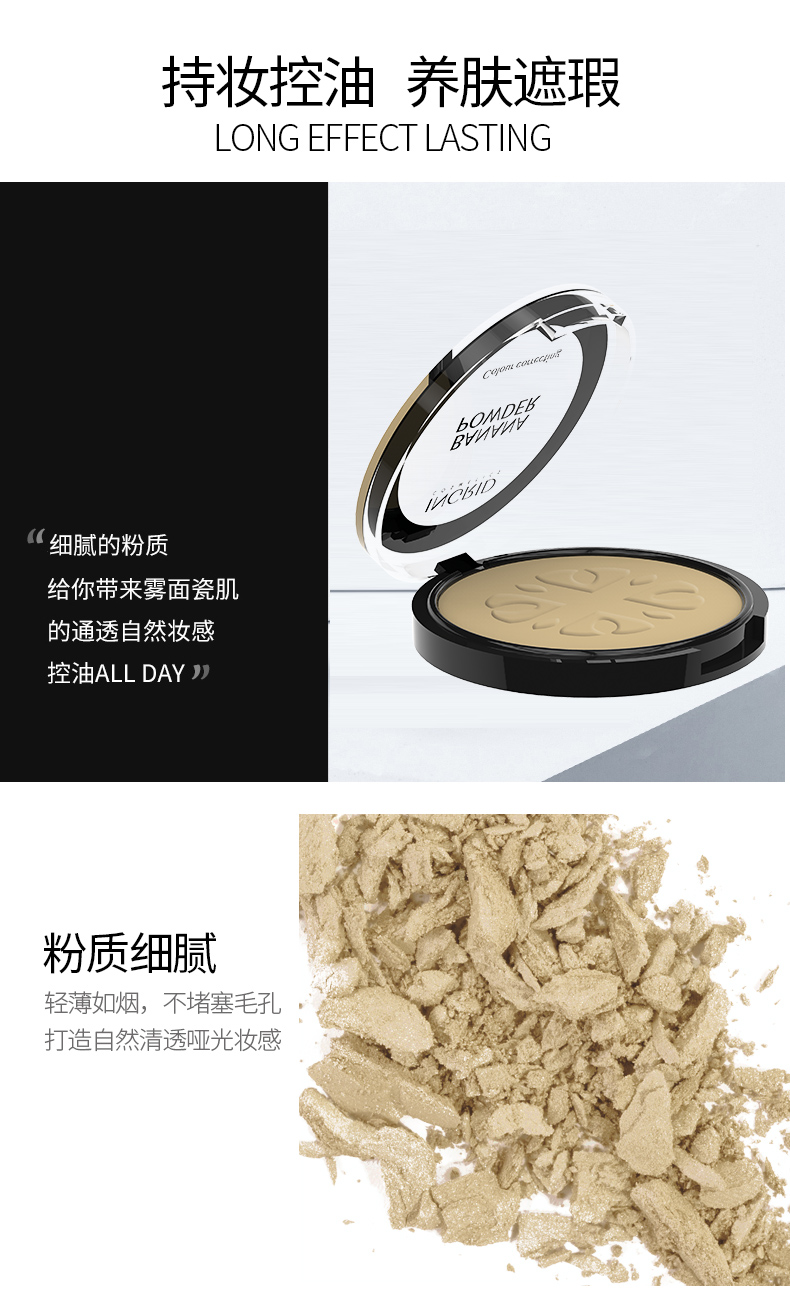 持妆控油 养肤遮瑕
LONG EFFECT LASTING
Colour correcting
POWDER
BANANA
COSMETICS
INGRID
“细腻的粉质
给你带来雾面瓷肌
的通透自然妆感
控油ALL DAY”
粉质细腻
轻薄如烟，不堵塞毛孔
打造自然清透哑光妆感